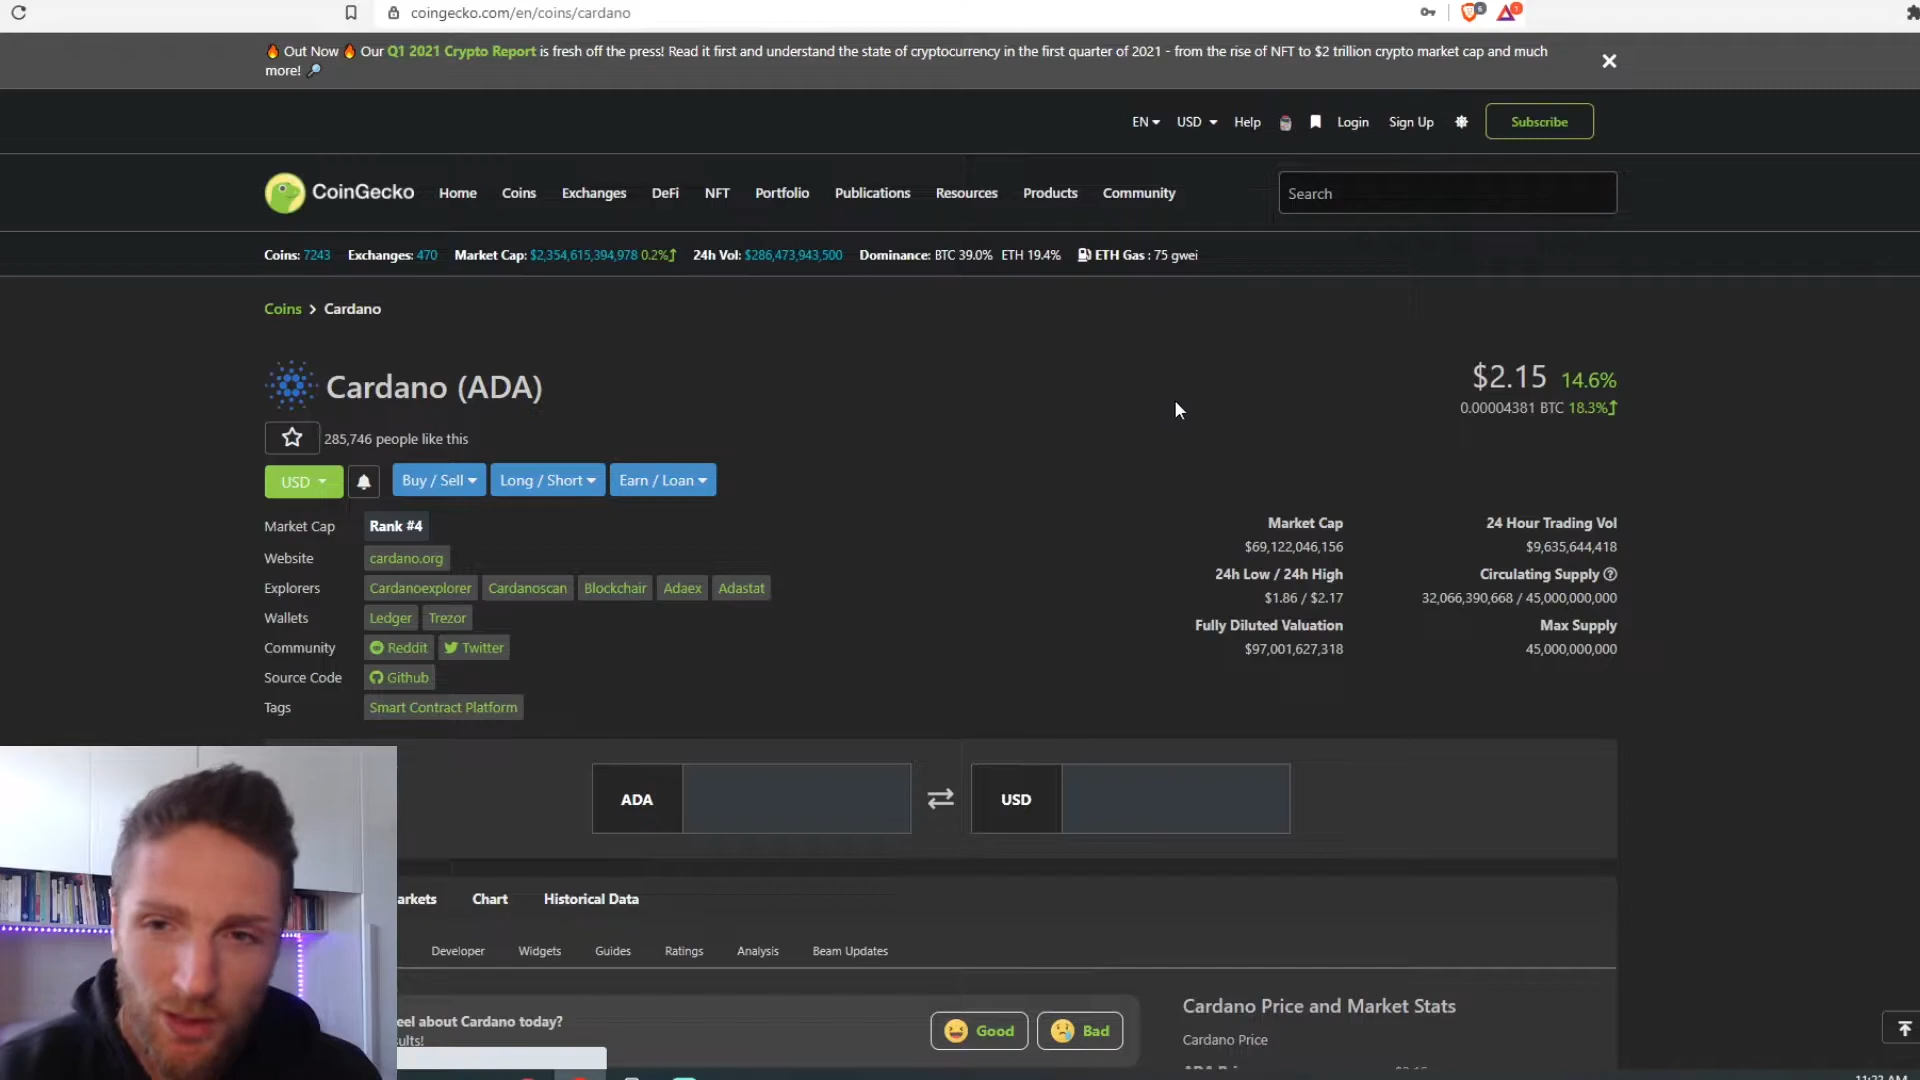 coingecko.com/en/coins/cardano
6
1
🔥 Out Now 🔥 Our Q1 2021 Crypto Report is fresh off the press! Read it first and understand the state of cryptocurrency in the first quarter of 2021 - from the rise of NFT to $2 trillion crypto market cap and much
more! 🔎
EN USD Help Login Sign Up Subscribe
CoinGecko Home Coins Exchanges DeFi NFT Portfolio Publications Resources Products Community Search
Coins: 7243 Exchanges: 470 Market Cap: $2,354,615,394,978 0.2% 24h Vol: $286,473,943,500 Dominance: BTC 39.0% ETH 19.4% ETH Gas : 75 gwei
Coins > Cardano
Cardano (ADA)
$2.15 14.6%
0.00004381 BTC 18.3%
285,746 people like this
USD Buy / Sell Long / Short Earn / Loan
Market Cap Rank #4
Website cardano.org
Explorers Cardanoexplorer Cardanoscan Blockchair Adaex Adastat
Wallets Ledger Trezor
Community Reddit Twitter
Source Code Github
Tags Smart Contract Platform
Market Cap 24 Hour Trading Vol
$69,122,046,156 $9,635,644,418
24h Low / 24h High Circulating Supply
$1.86 / $2.17 32,066,390,668 / 45,000,000,000
Fully Diluted Valuation Max Supply
$97,001,627,318 45,000,000,000
ADA USD
arkets Chart Historical Data
Developer Widgets Guides Ratings Analysis Beam Updates
eel about Cardano today?
ults!
Good Bad
Cardano Price and Market Stats
Cardano Price